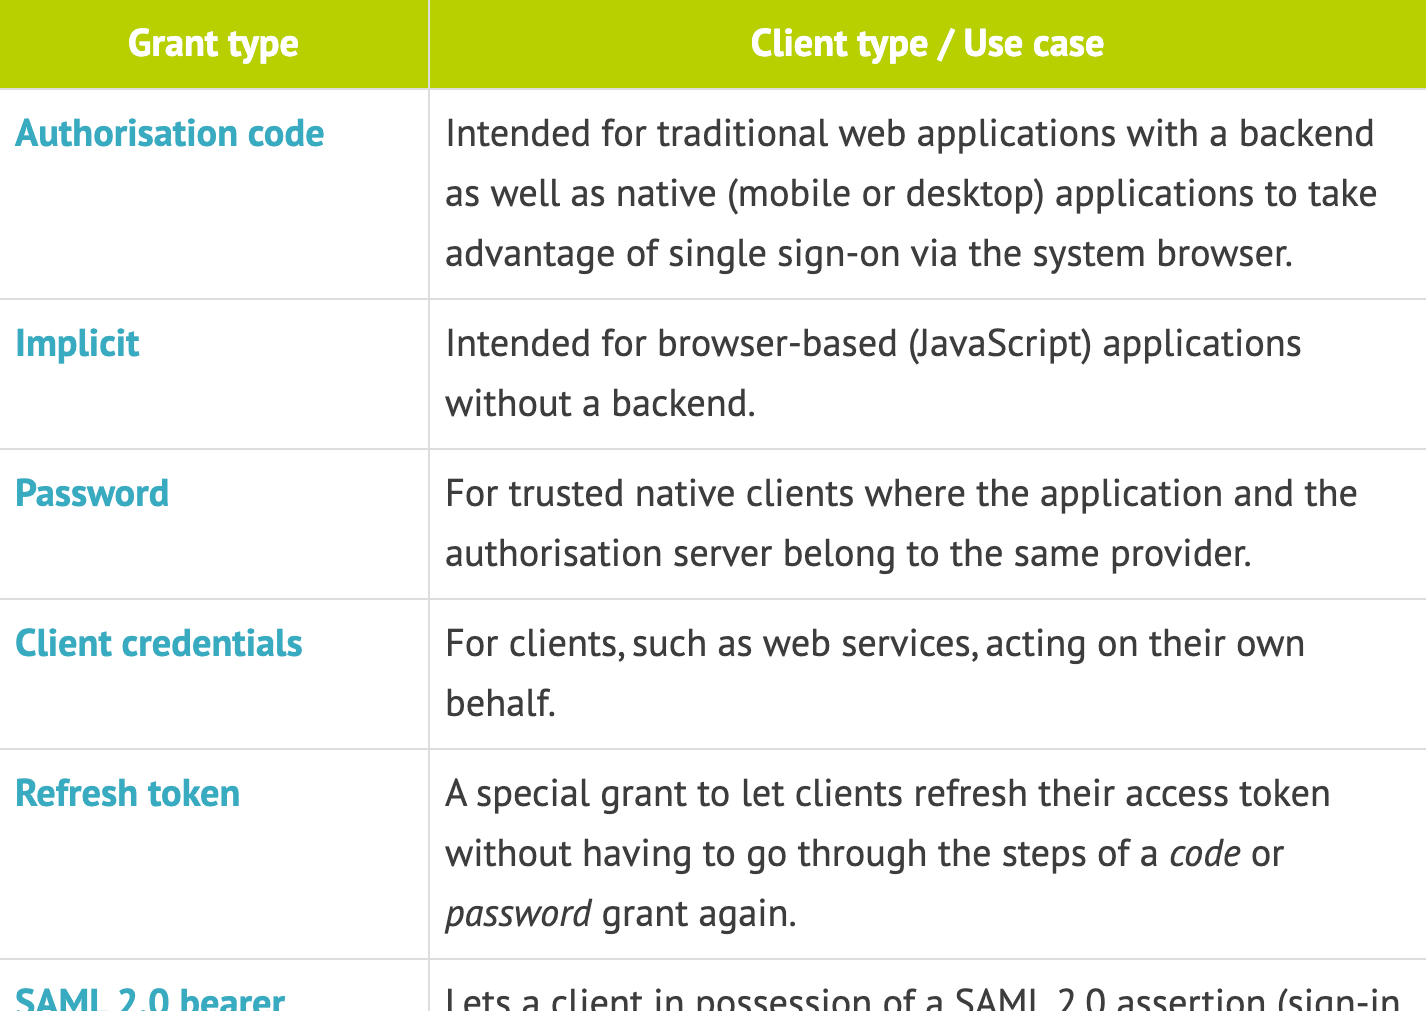 Grant type
Client type / Use case
Authorisation code
Intended for traditional web applications with a backend
as well as native (mobile or desktop) applications to take
advantage of single sign-on via the system browser.
Implicit
Intended for browser-based (JavaScript) applications
without a backend.
Password
For trusted native clients where the application and the
authorisation server belong to the same provider.
Client credentials
For clients, such as web services, acting on their own
behalf.
Refresh token
A special grant to let clients refresh their access token
without having to go through the steps of a code or
password grant again.
SAML 2.0 bearer
Lets a client in possession of a SAML 2.0 assertion (sign-in